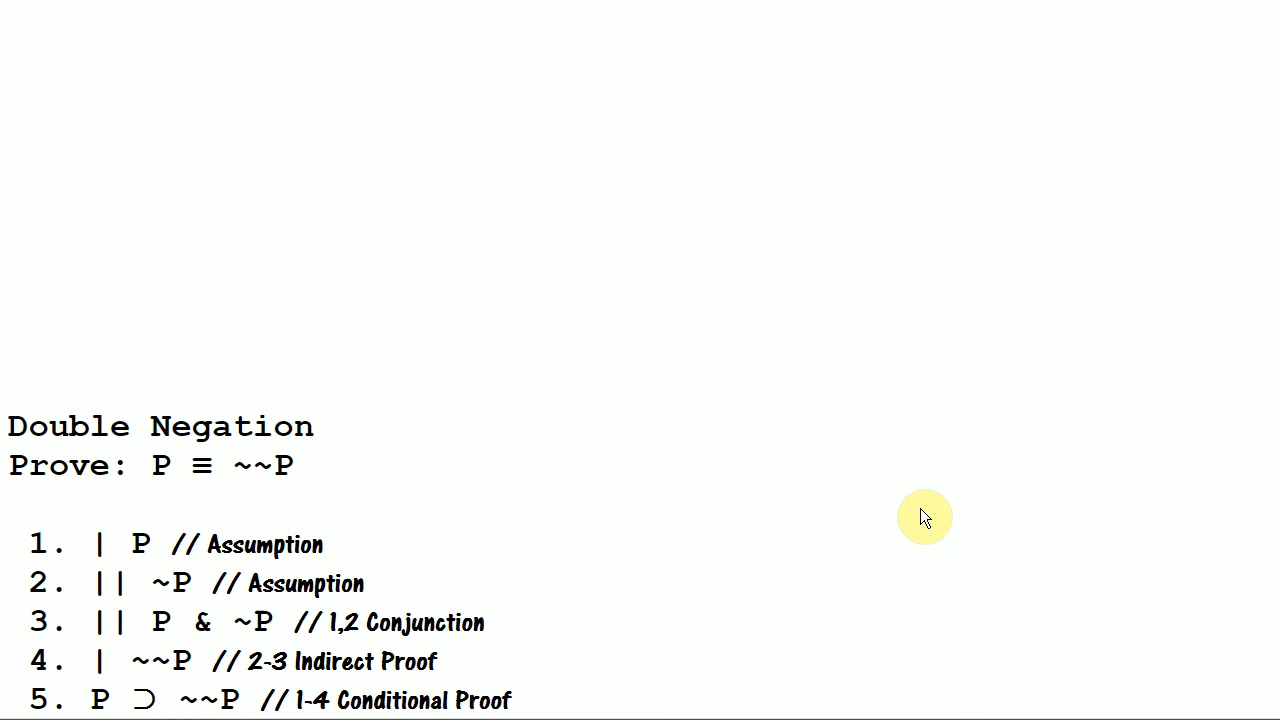 Double Negation
Prove: P ≡ ~~P
1. | P // Assumption
2. || ~P // Assumption
3. || P & ~P // 1,2 Conjunction
4. | ~~P // 2-3 Indirect Proof
5. P ⊃ ~~P // 1-4 Conditional Proof